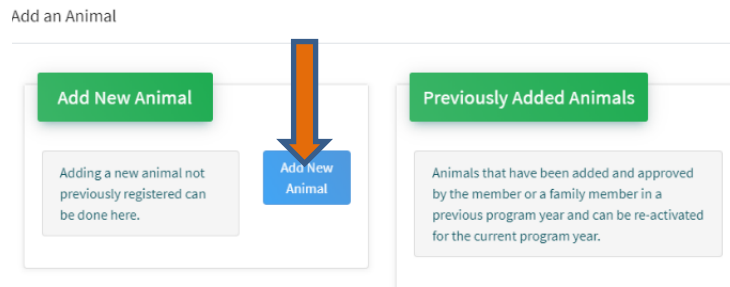 Add an Animal
Add New Animal
Adding a new animal not
previously registered can
be done here.
Add New
Animal
Previously Added Animals
Animals that have been added and approved
by the member or a family member in a
previous program year and can be re-activated
for the current program year.